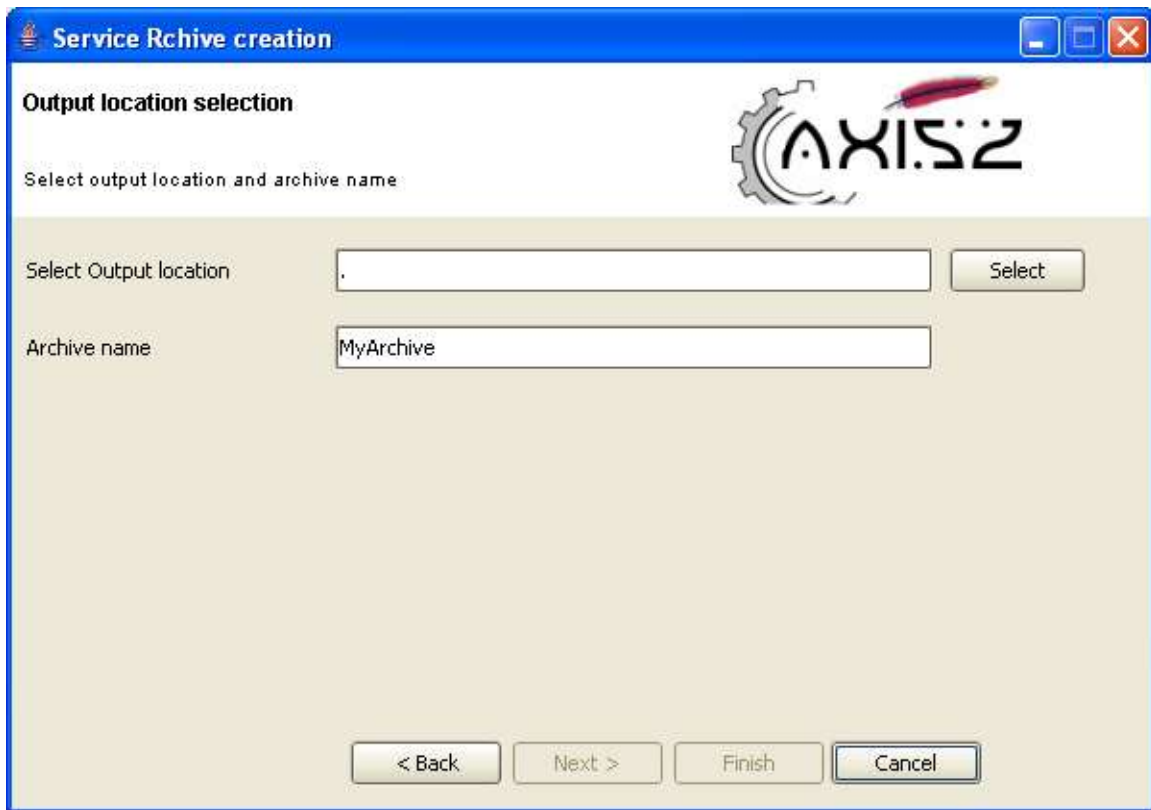 Service Rchive creation
Output location selection
AXIS2
Select output location and archive name
Select Output location
.
Select
Archive name
MyArchive
< Back
Next >
Finish
Cancel